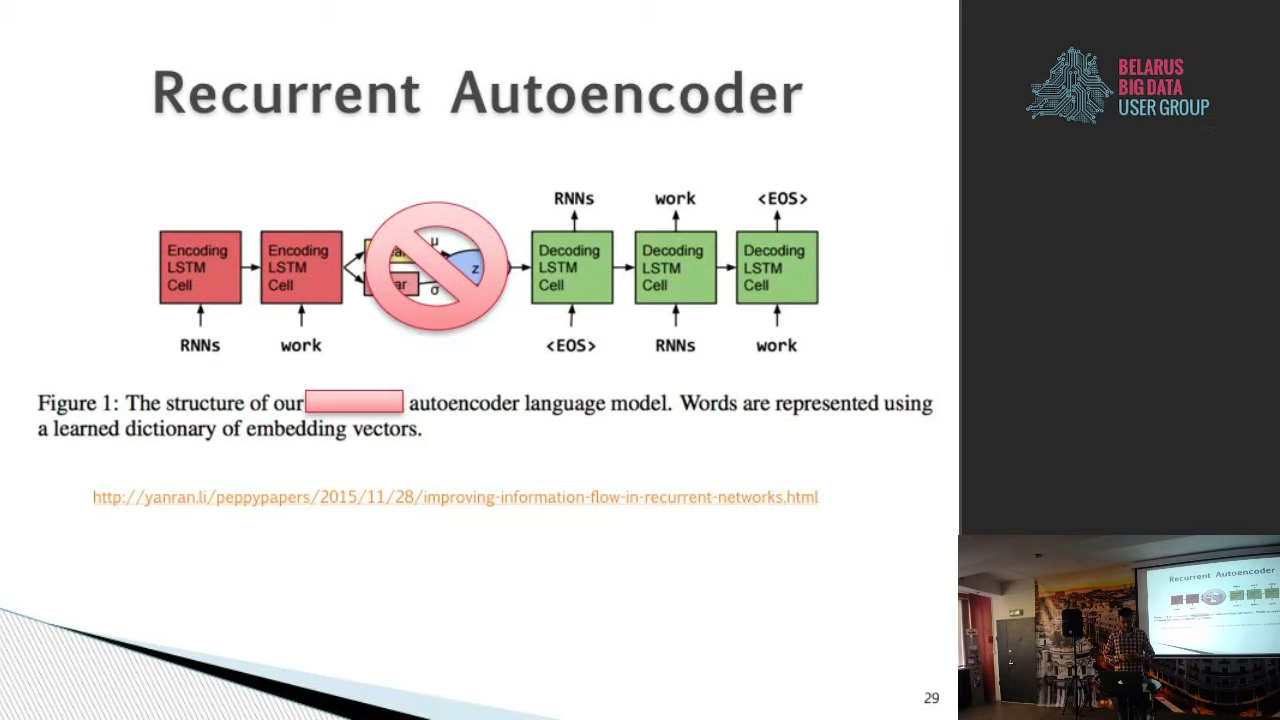 Recurrent Autoencoder
BELARUS
BIG DATA
USER GROUP
RNNs work <EOS>
Encoding Encoding μ Decoding Decoding Decoding
LSTM LSTM z LSTM LSTM LSTM
Cell Cell σ Cell Cell Cell
RNNs work <EOS> RNNs work
Figure 1: The structure of our autoencoder language model. Words are represented using
a learned dictionary of embedding vectors.
http://yanran.li/peppypapers/2015/11/28/improving-information-flow-in-recurrent-networks.html
29
Recurrent Autoencoder